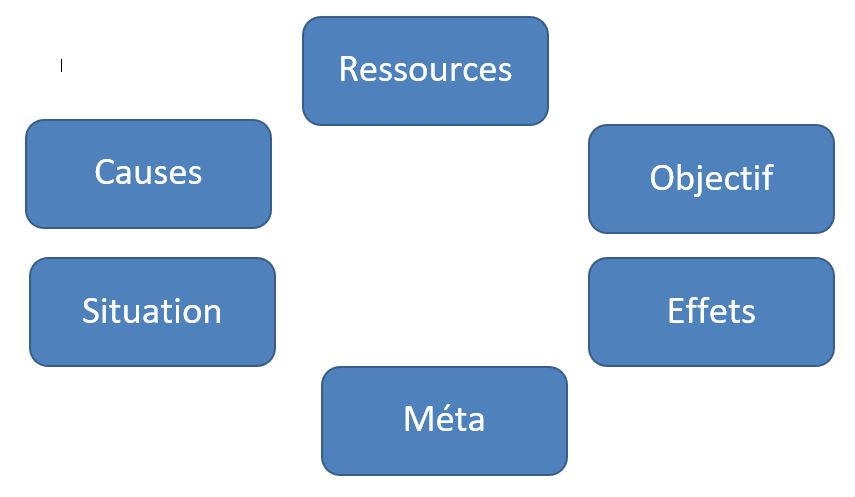 Ressources
Causes
Objectif
Situation
Effets
Méta